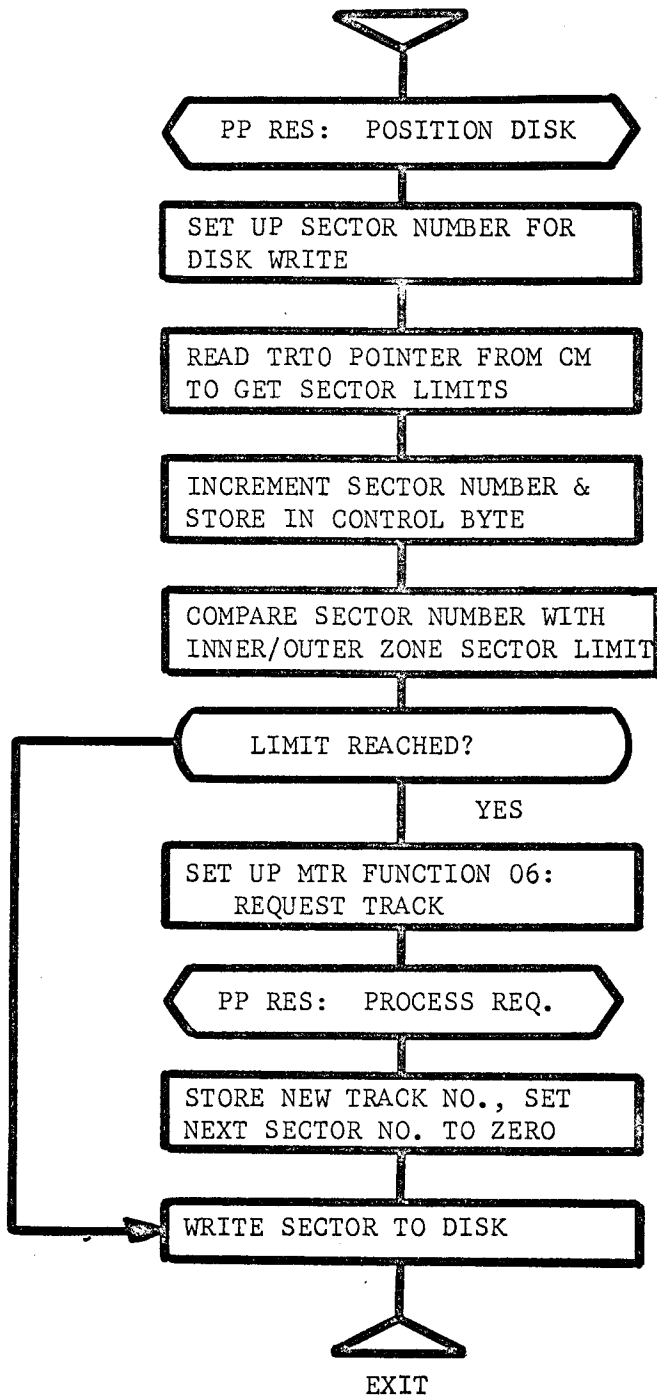 PP RES: POSITION DISK
SET UP SECTOR NUMBER FOR
DISK WRITE
READ TRTO POINTER FROM CM
TO GET SECTOR LIMITS
INCREMENT SECTOR NUMBER &
STORE IN CONTROL BYTE
COMPARE SECTOR NUMBER WITH
INNER/OUTER ZONE SECTOR LIMIT
LIMIT REACHED?
YES
SET UP MTR FUNCTION 06:
REQUEST TRACK
PP RES: PROCESS REQ.
STORE NEW TRACK NO., SET
NEXT SECTOR NO. TO ZERO
WRITE SECTOR TO DISK
EXIT